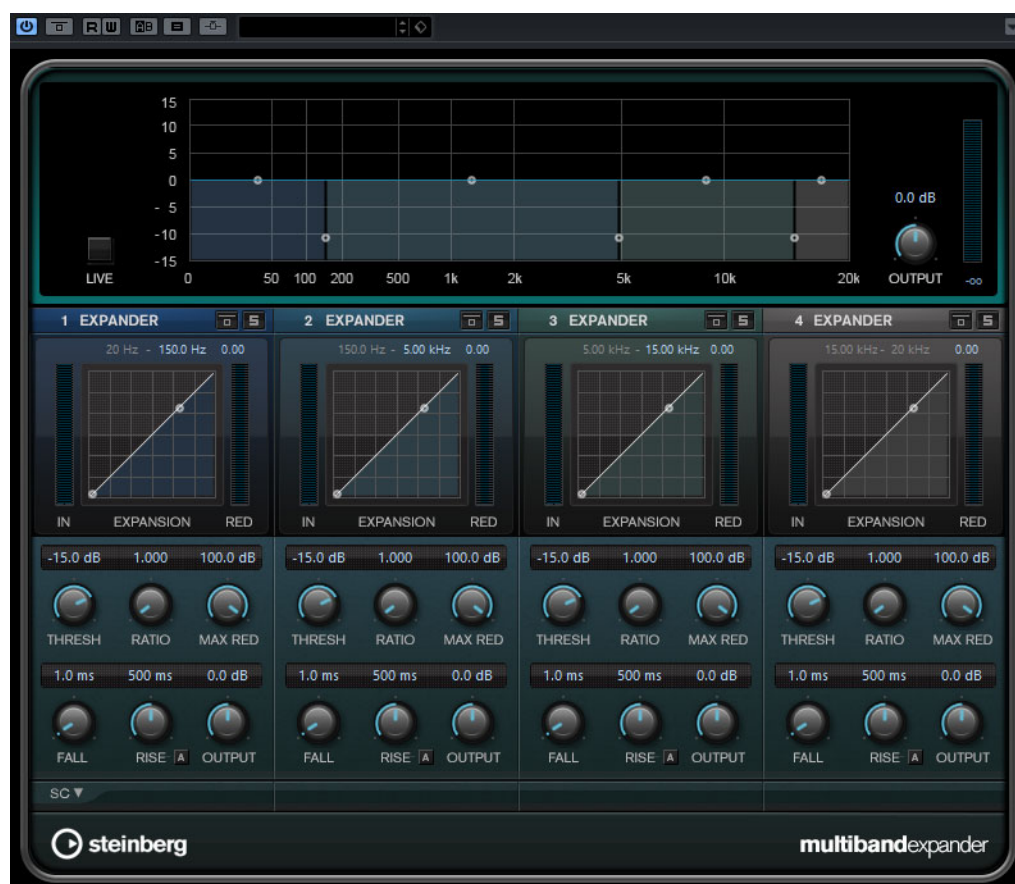 R W AB
15
10
5
0
- 5
- 10
- 15
0 50 100 200 500 1k 2k 5k 10k 20k
LIVE
0.0 dB
OUTPUT
-oo
1 EXPANDER S
2 EXPANDER S
3 EXPANDER S
4 EXPANDER S
20 Hz - 150.0 Hz 0.00
150.0 Hz - 5.00 kHz 0.00
5.00 kHz - 15.00 kHz 0.00
15.00 kHz - 20 kHz 0.00
IN EXPANSION RED
IN EXPANSION RED
IN EXPANSION RED
IN EXPANSION RED
-15.0 dB 1.000 100.0 dB
-15.0 dB 1.000 100.0 dB
-15.0 dB 1.000 100.0 dB
-15.0 dB 1.000 100.0 dB
THRESH RATIO MAX RED
THRESH RATIO MAX RED
THRESH RATIO MAX RED
THRESH RATIO MAX RED
1.0 ms 500 ms 0.0 dB
1.0 ms 500 ms 0.0 dB
1.0 ms 500 ms 0.0 dB
1.0 ms 500 ms 0.0 dB
FALL RISE A OUTPUT
FALL RISE A OUTPUT
FALL RISE A OUTPUT
FALL RISE A OUTPUT
SC
steinberg
multibandexpander